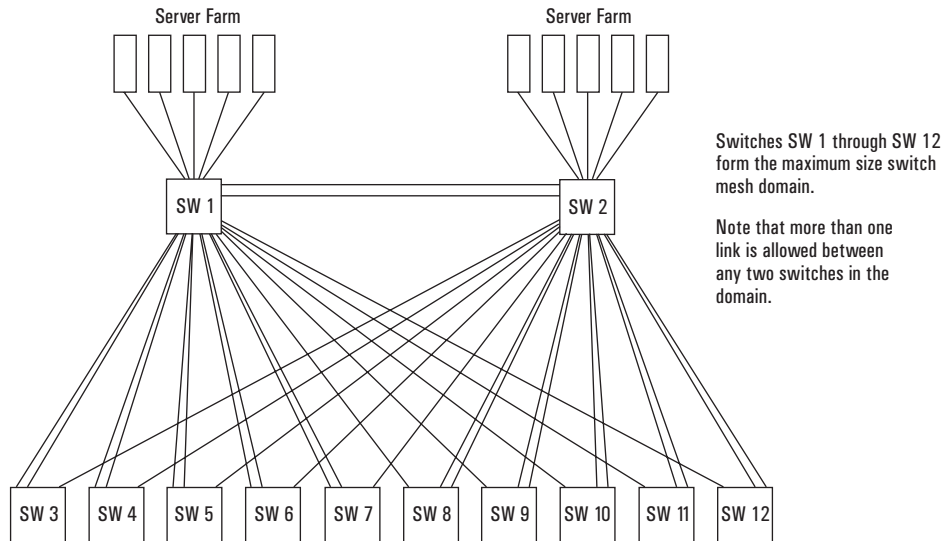 Server Farm
Server Farm
Switches SW 1 through SW 12
form the maximum size switch
mesh domain.
Note that more than one
link is allowed between
any two switches in the
domain.
SW 1
SW 2
SW 3
SW 4
SW 5
SW 6
SW 7
SW 8
SW 9
SW 10
SW 11
SW 12